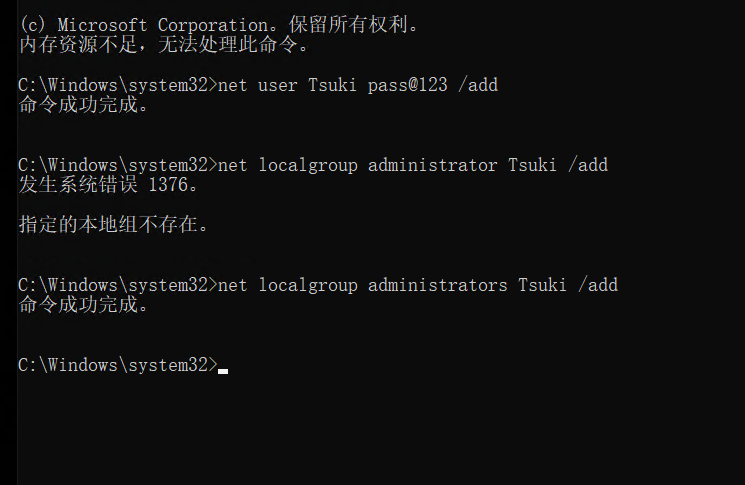 (c) Microsoft Corporation。保留所有权利。
内存资源不足，无法处理此命令。
C:\Windows\system32>net user Tsuki pass@123 /add
命令成功完成。
C:\Windows\system32>net localgroup administrator Tsuki /add
发生系统错误 1376。
指定的本地组不存在。
C:\Windows\system32>net localgroup administrators Tsuki /add
命令成功完成。
C:\Windows\system32>